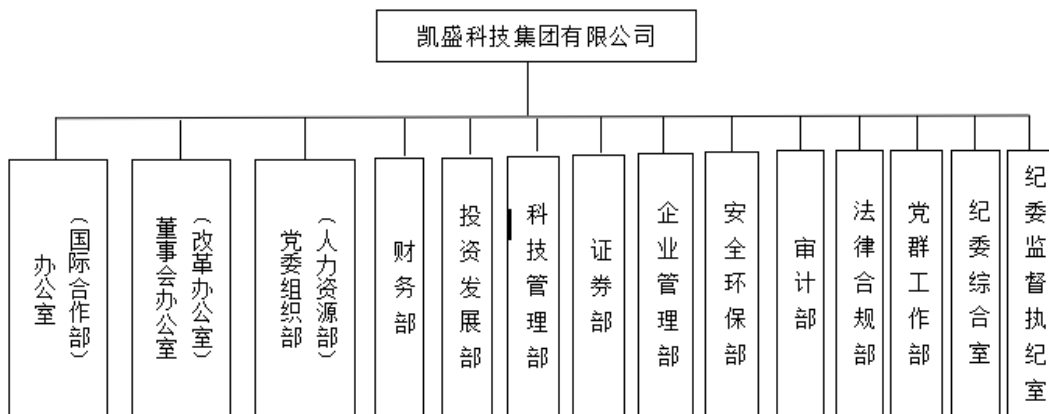 凯盛科技集团有限公司
办公室
（国际合作部）
董事会办公室
（改革办公室）
党委组织部
（人力资源部）
财务部
投资发展部
科技管理部
证券部
企业管理部
安全环保部
审计部
法律合规部
党群工作部
纪委综合室
纪委监督执纪室